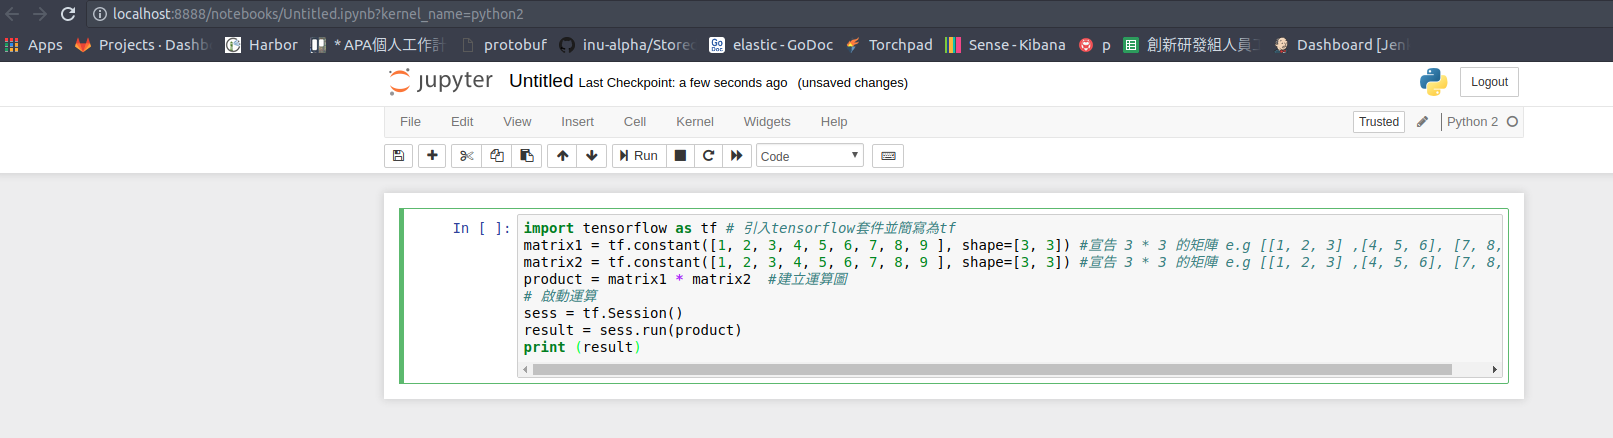 localhost:8888/notebooks/Untitled.ipynb?kernel_name=python2
Apps Projects · Dashb Harbor * APA個人工作計 protobuf inu-alpha/Store elastic - GoDoc Torchpad Sense - Kibana p 創新研發組人員 Dashboard [Jen
jupyter Untitled Last Checkpoint: a few seconds ago (unsaved changes) Logout
File Edit View Insert Cell Kernel Widgets Help Trusted Python 2
Run Code
In [ ]: import tensorflow as tf # 引入tensorflow套件並簡寫為tf
matrix1 = tf.constant([1, 2, 3, 4, 5, 6, 7, 8, 9 ], shape=[3, 3]) #宣告 3 * 3 的矩陣 e.g [[1, 2, 3] ,[4, 5, 6], [7, 8,
matrix2 = tf.constant([1, 2, 3, 4, 5, 6, 7, 8, 9 ], shape=[3, 3]) #宣告 3 * 3 的矩陣 e.g [[1, 2, 3] ,[4, 5, 6], [7, 8,
product = matrix1 * matrix2 #建立運算圖
# 啟動運算
sess = tf.Session()
result = sess.run(product)
print (result)